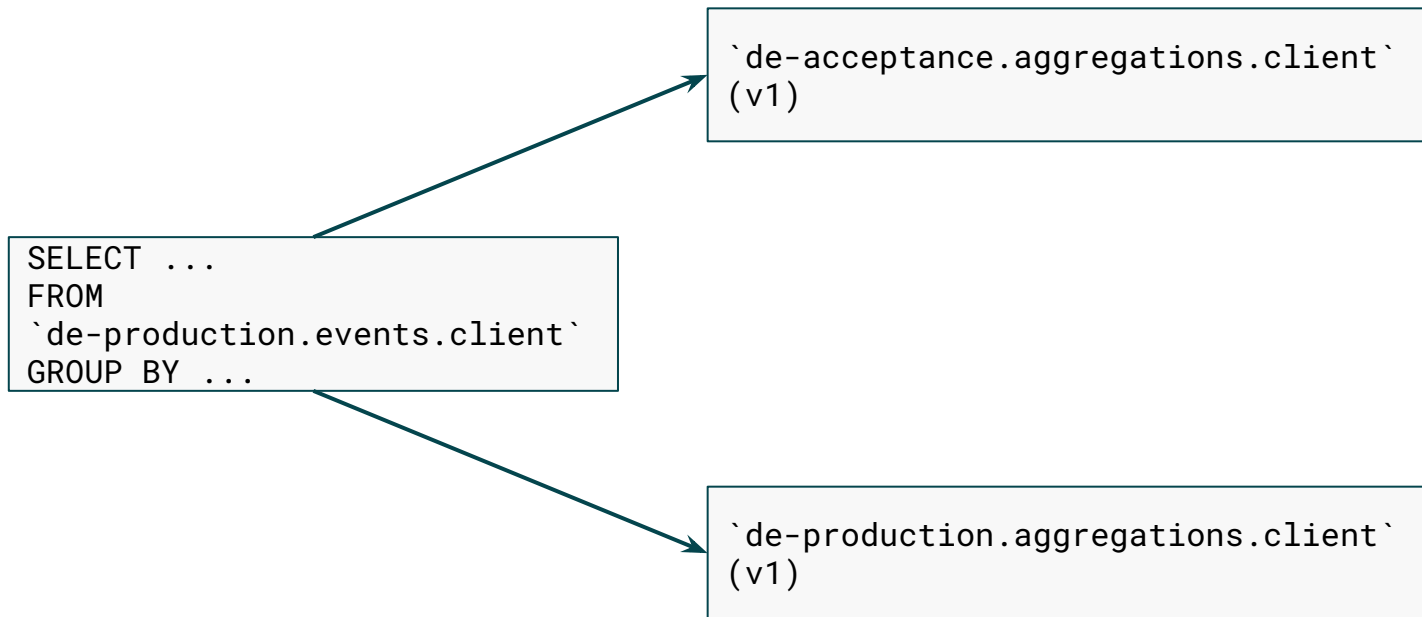 `de-acceptance.aggregations.client`
(v1)
SELECT ...
FROM
`de-production.events.client`
GROUP BY ...
`de-production.aggregations.client`
(v1)